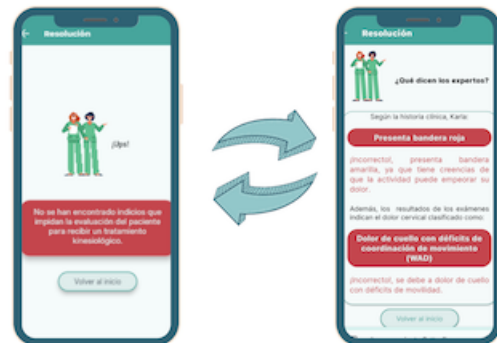 Resolución
¡Ups!
No se han encontrado indicios que
impidan la evaluación del paciente
para recibir un tratamiento
kinesiológico.
Volver al inicio
Resolución
¿Qué dicen los expertos?
Según la historia clínica, Karla:
Presenta bandera roja
¡Incorrecto!, presenta bandera
amarilla, ya que tiene creencias de
que la actividad puede empeorar su
dolor.
Además, los resultados de los exámenes
indican el dolor cervical clasificado como:
Dolor de cuello con déficits de
coordinación de movimiento
(WAD)
¡Incorrecto!, se debe a dolor de cuello
con déficits de movilidad.
Volver al inicio